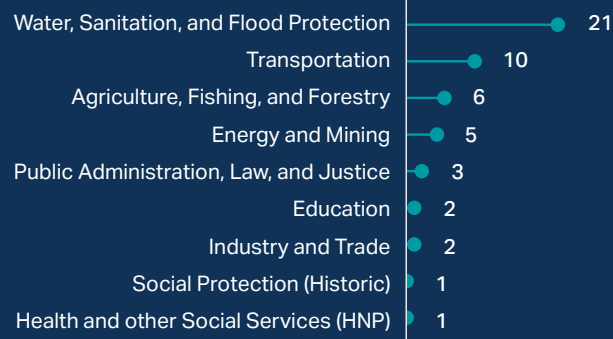 Water, Sanitation, and Flood Protection 21
Transportation 10
Agriculture, Fishing, and Forestry 6
Energy and Mining 5
Public Administration, Law, and Justice 3
Education 2
Industry and Trade 2
Social Protection (Historic) 1
Health and other Social Services (HNP) 1